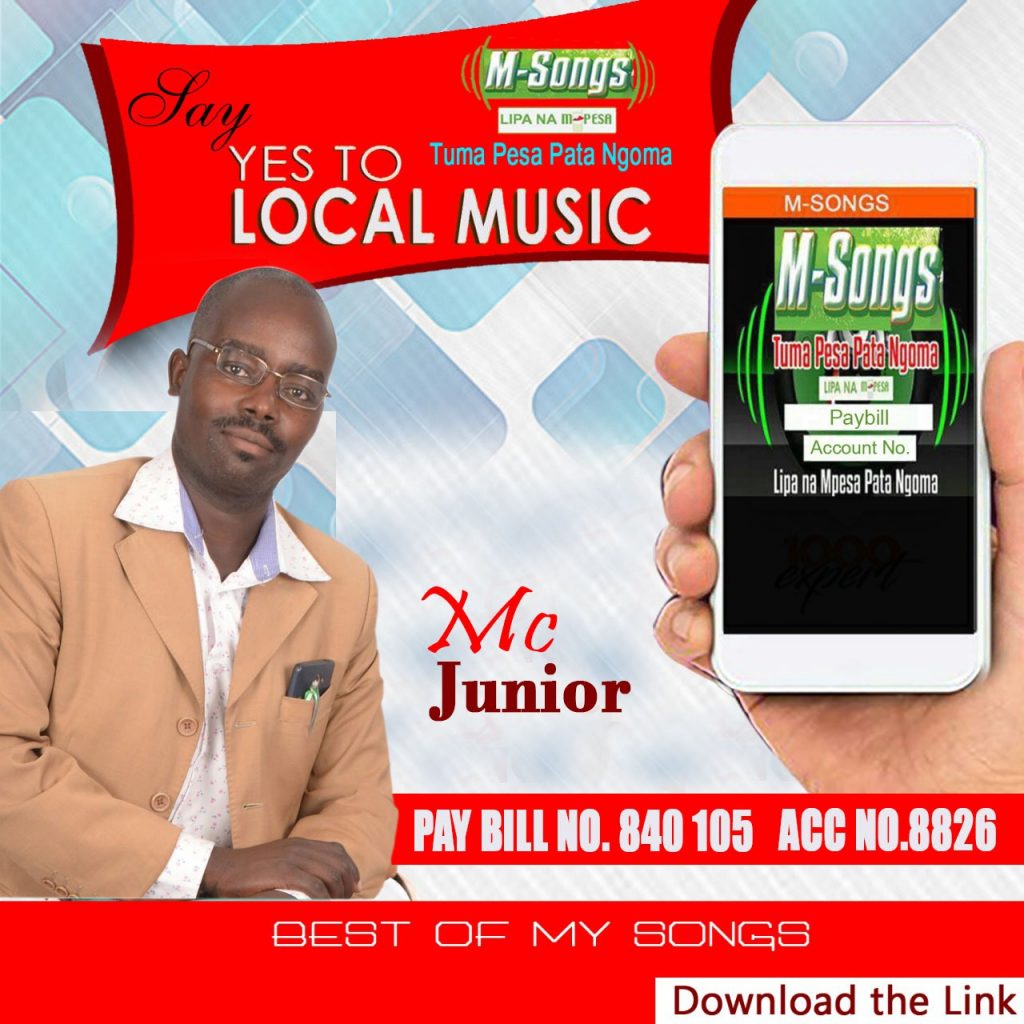 Say
YES TO
LOCAL MUSIC
M-Songs
LIPA NA M-PESA
Tuma Pesa Pata Ngoma
M-SONGS
M-Songs
Tuma Pesa Pata Ngoma
LIPA NA M-PESA
Paybill
Account No.
Lipa na Mpesa Pata Ngoma
1000
expert
Mc
Junior
PAY BILL NO. 840 105 ACC NO.8826
BEST OF MY SONGS
Download the Link